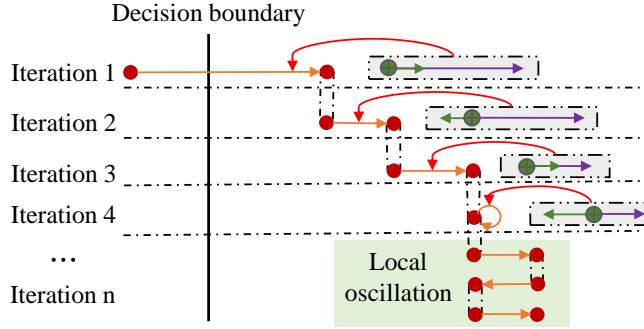 Decision boundary
Iteration 1
Iteration 2
Iteration 3
Iteration 4
...
Local
oscillation
Iteration n